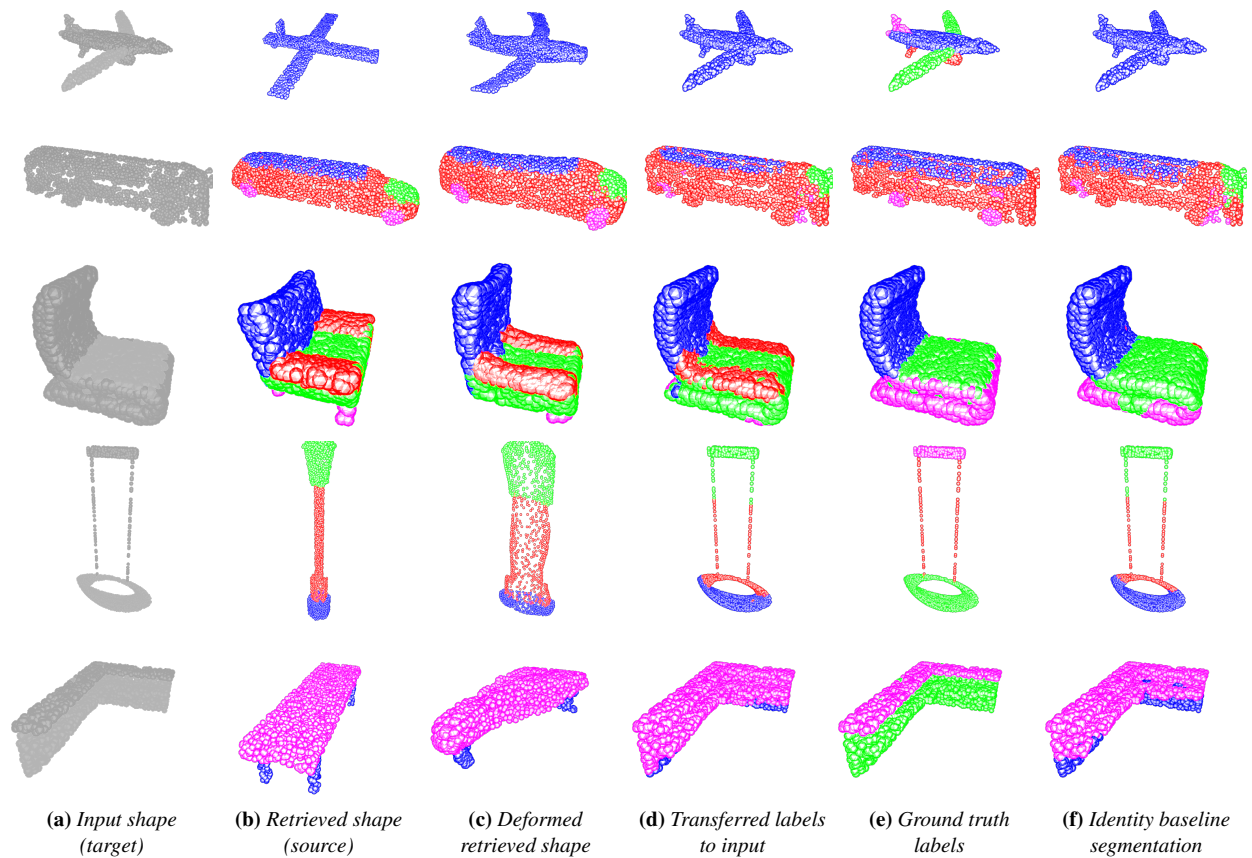 (a) Input shape
(target)
(b) Retrieved shape
(source)
(c) Deformed
retrieved shape
(d) Transferred labels
to input
(e) Ground truth
labels
(f) Identity baseline
segmentation